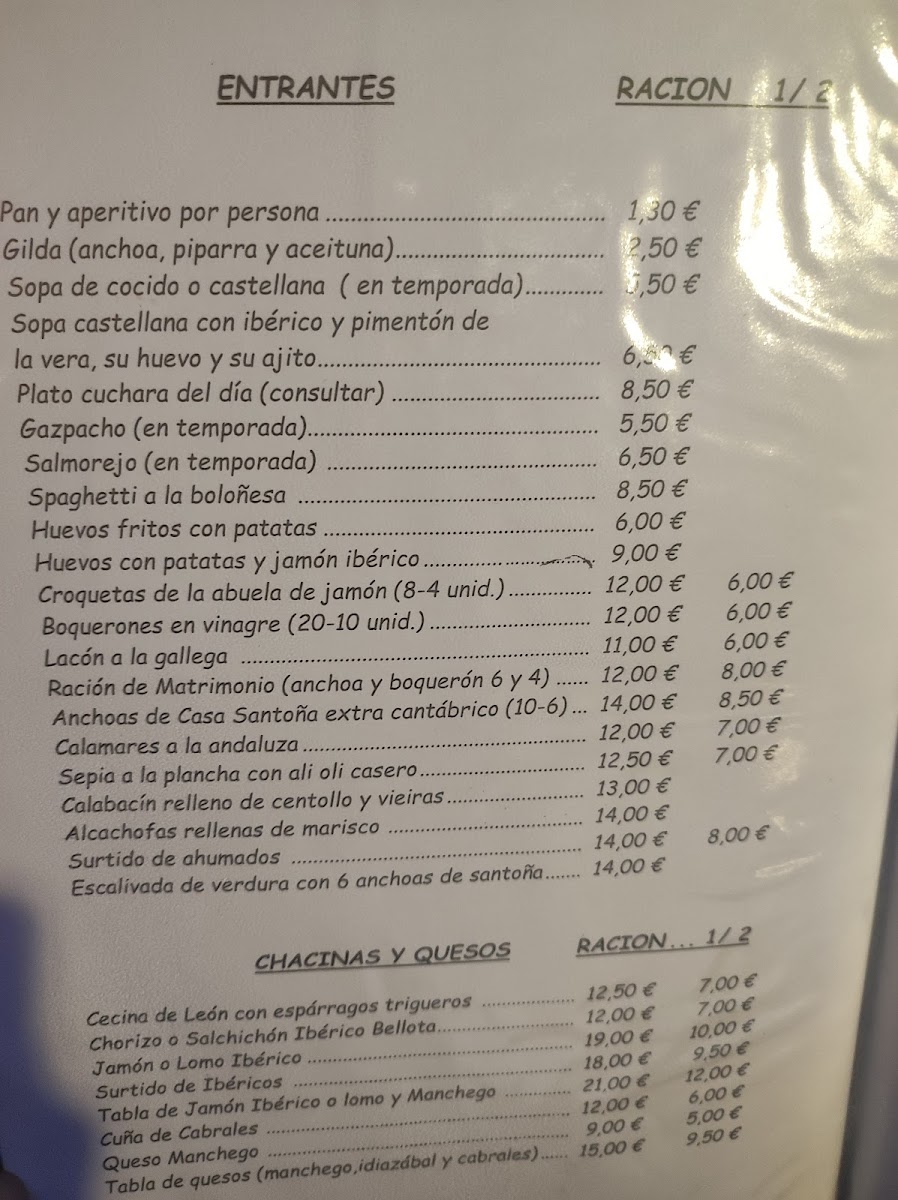 ENTRANTES RACION 1/ 2
Pan y aperitivo por persona ........ 1,30 €
Gilda (anchoa, piparra y aceituna)........ 2,50 €
Sopa de cocido o castellana ( en temporada)........ ,50 €
Sopa castellana con ibérico y pimentón de
la vera, su huevo y su ajito........ 6,50 €
Plato cuchara del día (consultar) ........ 8,50 €
Gazpacho (en temporada)........ 5,50 €
Salmorejo (en temporada) ........ 6,50 €
Spaghetti a la boloñesa ........ 8,50 €
Huevos fritos con patatas ........ 6,00 €
Huevos con patatas y jamón ibérico ........ 9,00 €
Croquetas de la abuela de jamón (8-4 unid.) ........ 12,00 € 6,00 €
Boquerones en vinagre (20-10 unid.) ........ 12,00 € 6,00 €
Lacón a la gallega ........ 11,00 € 6,00 €
Ración de Matrimonio (anchoa y boquerón 6 y 4) ...... 12,00 € 8,00 €
Anchoas de Casa Santoña extra cantábrico (10-6) ... 14,00 € 8,50 €
Calamares a la andaluza ........ 12,00 € 7,00 €
Sepia a la plancha con ali oli casero........ 12,50 € 7,00 €
Calabacín relleno de centollo y vieiras........ 13,00 €
Alcachofas rellenas de marisco ........ 14,00 €
Surtido de ahumados ........ 14,00 € 8,00 €
Escalivada de verdura con 6 anchoas de santoña....... 14,00 €
CHACINAS Y QUESOS RACION... 1/ 2
Cecina de León con espárragos trigueros ........ 12,50 € 7,00 €
Chorizo o Salchichón Ibérico Bellota........ 12,00 € 7,00 €
Jamón o Lomo Ibérico ........ 19,00 € 10,00 €
Surtido de Ibéricos ........ 18,00 € 9,50 €
Tabla de Jamón Ibérico o lomo y Manchego ........ 21,00 € 12,00 €
Cuña de Cabrales ........ 12,00 € 6,00 €
Queso Manchego ........ 9,00 € 5,00 €
Tabla de quesos (manchego,idiazábal y cabrales)...... 15,00 € 9,50 €